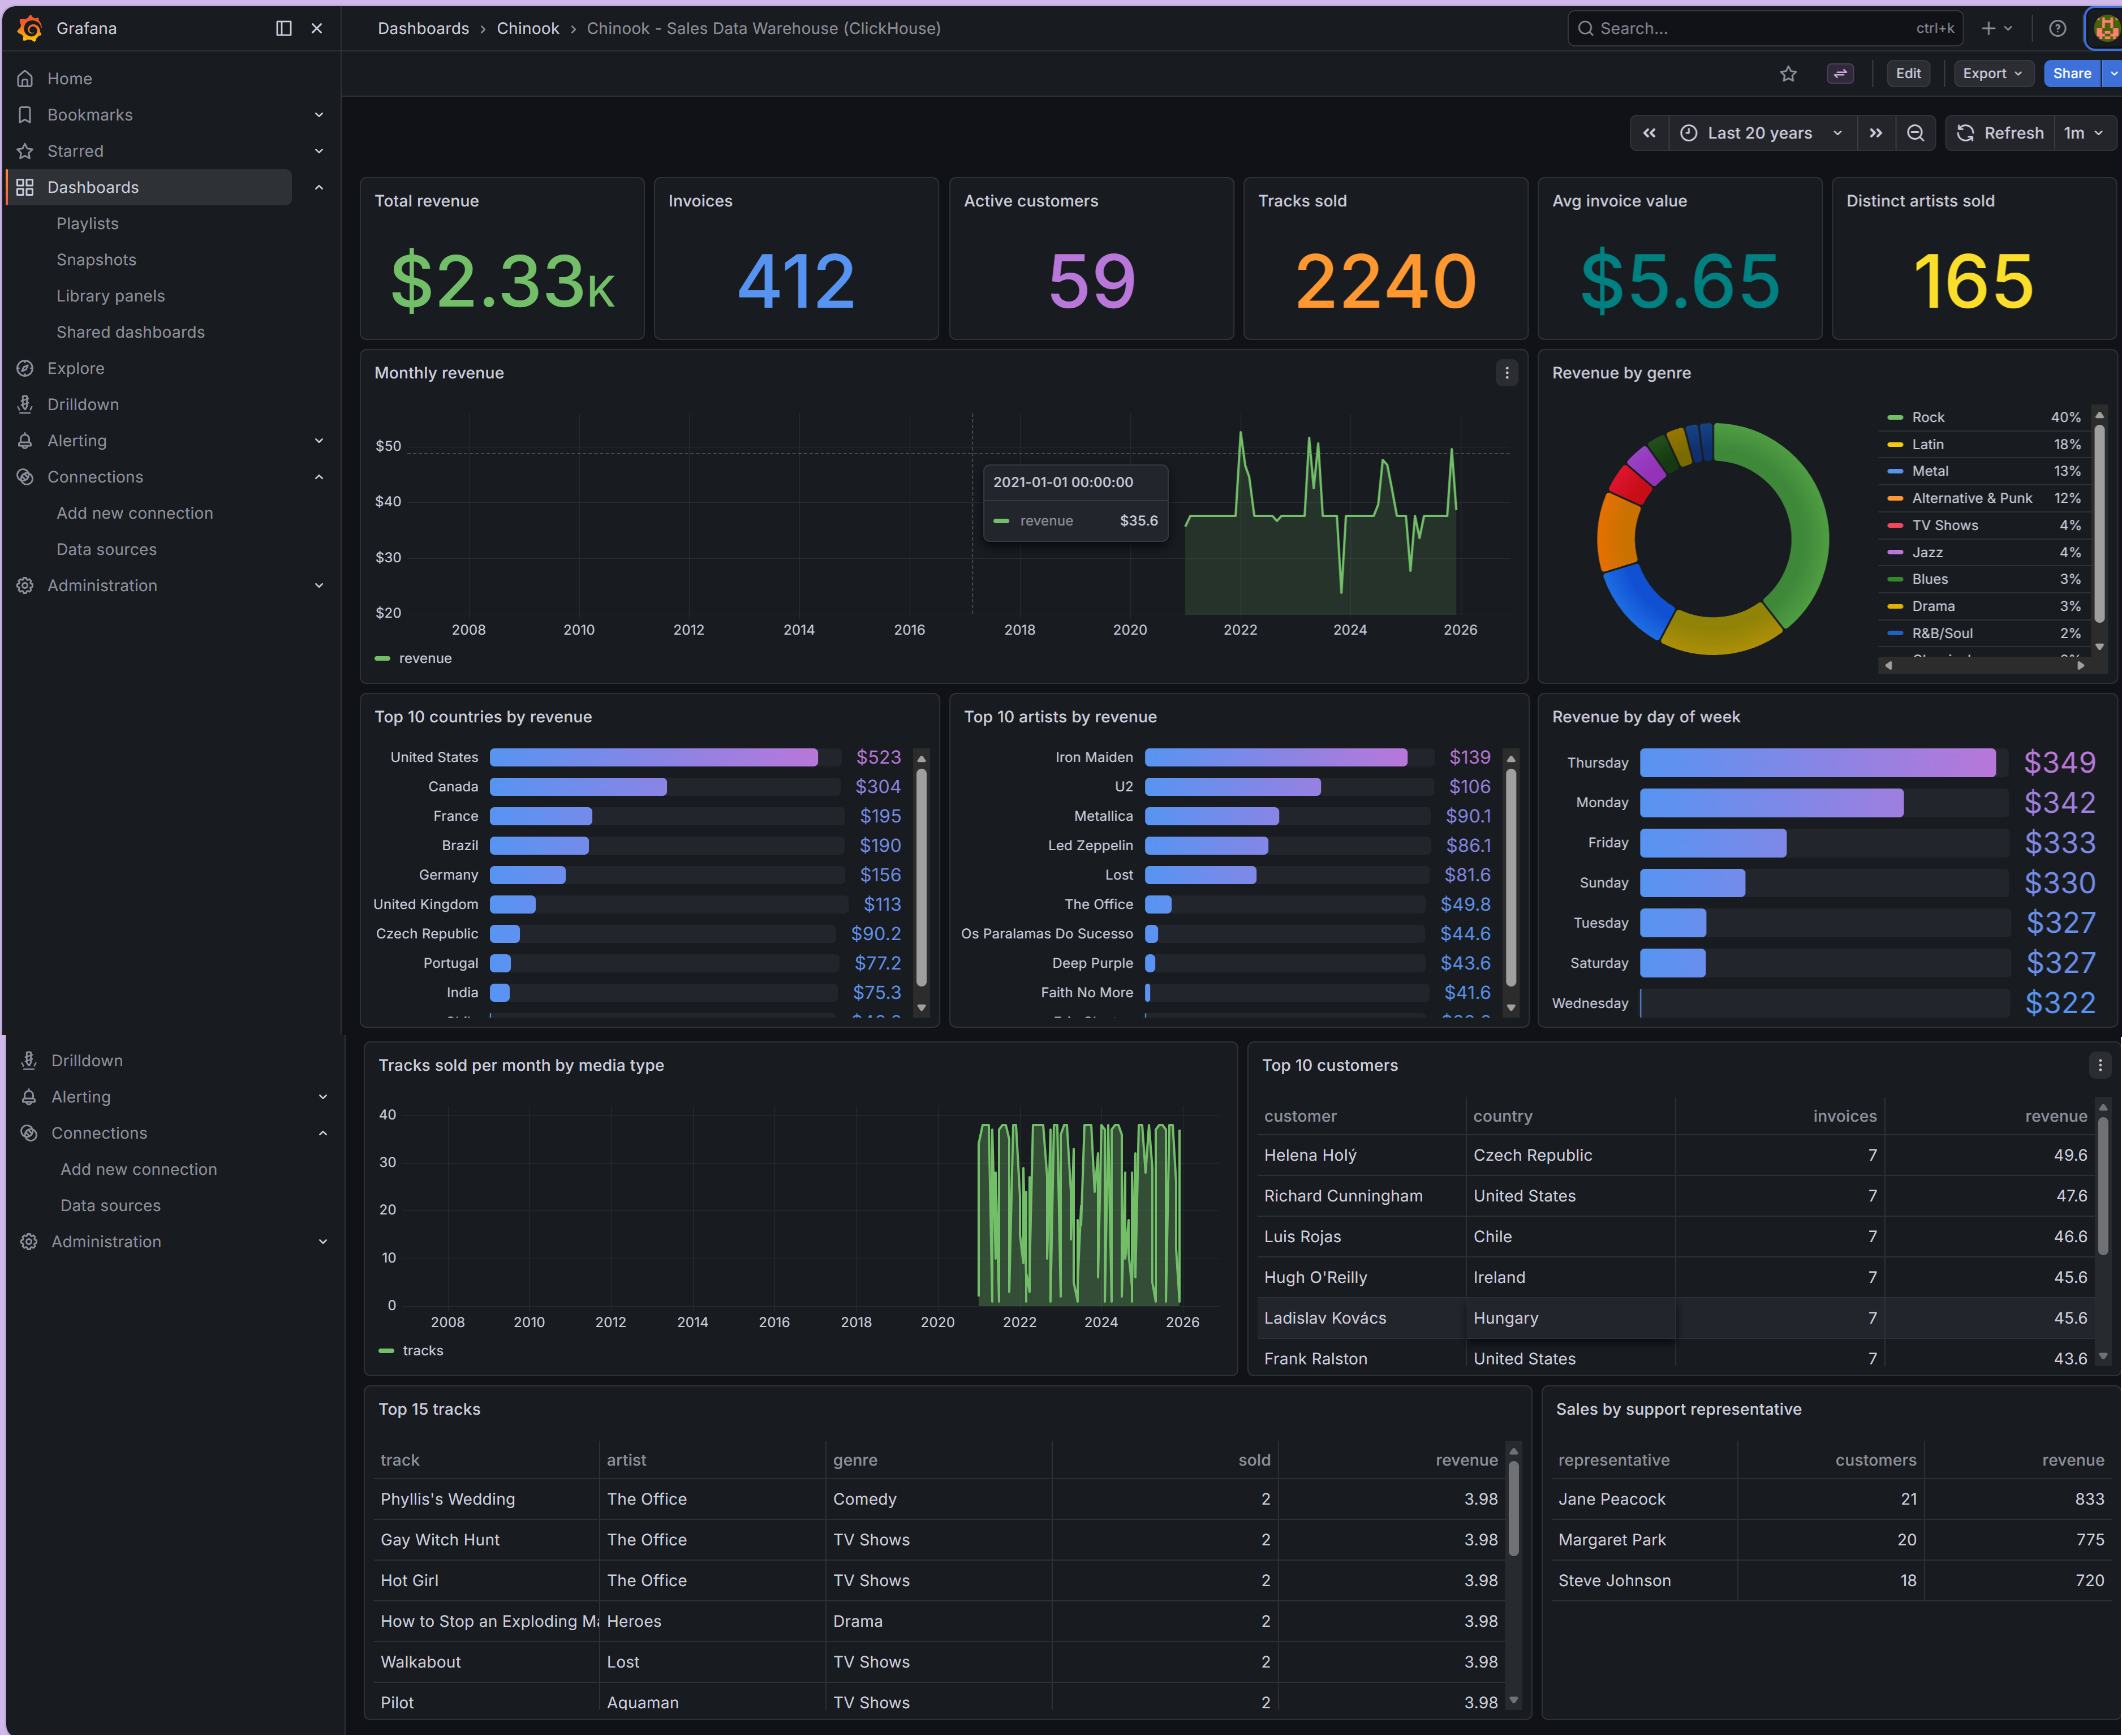 Grafana
Dashboards › Chinook › Chinook - Sales Data Warehouse (ClickHouse)
Search... ctrl+k
Edit Export Share
Home
Bookmarks
Starred
Dashboards
Playlists
Snapshots
Library panels
Shared dashboards
Explore
Drilldown
Alerting
Connections
Add new connection
Data sources
Administration
Last 20 years Refresh 1m
Total revenue
$2.33K
Invoices
412
Active customers
59
Tracks sold
2240
Avg invoice value
$5.65
Distinct artists sold
165
Monthly revenue
$50
$40
$30
$20
2008 2010 2012 2014 2016 2018 2020 2022 2024 2026
2021-01-01 00:00:00
revenue $35.6
revenue
Revenue by genre
Rock 40%
Latin 18%
Metal 13%
Alternative & Punk 12%
TV Shows 4%
Jazz 4%
Blues 3%
Drama 3%
R&B/Soul 2%
Top 10 countries by revenue
United States $523
Canada $304
France $195
Brazil $190
Germany $156
United Kingdom $113
Czech Republic $90.2
Portugal $77.2
India $75.3
Top 10 artists by revenue
Iron Maiden $139
U2 $106
Metallica $90.1
Led Zeppelin $86.1
Lost $81.6
The Office $49.8
Os Paralamas Do Sucesso $44.6
Deep Purple $43.6
Faith No More $41.6
Revenue by day of week
Thursday $349
Monday $342
Friday $333
Sunday $330
Tuesday $327
Saturday $327
Wednesday $322
Drilldown
Alerting
Connections
Add new connection
Data sources
Administration
Tracks sold per month by media type
40
30
20
10
0
2008 2010 2012 2014 2016 2018 2020 2022 2024 2026
tracks
Top 10 customers
customer country invoices revenue
Helena Holý Czech Republic 7 49.6
Richard Cunningham United States 7 47.6
Luis Rojas Chile 7 46.6
Hugh O'Reilly Ireland 7 45.6
Ladislav Kovács Hungary 7 45.6
Frank Ralston United States 7 43.6
Top 15 tracks
track artist genre sold revenue
Phyllis's Wedding The Office Comedy 2 3.98
Gay Witch Hunt The Office TV Shows 2 3.98
Hot Girl The Office TV Shows 2 3.98
How to Stop an Exploding Ma Heroes Drama 2 3.98
Walkabout Lost TV Shows 2 3.98
Pilot Aquaman TV Shows 2 3.98
Sales by support representative
representative customers revenue
Jane Peacock 21 833
Margaret Park 20 775
Steve Johnson 18 720